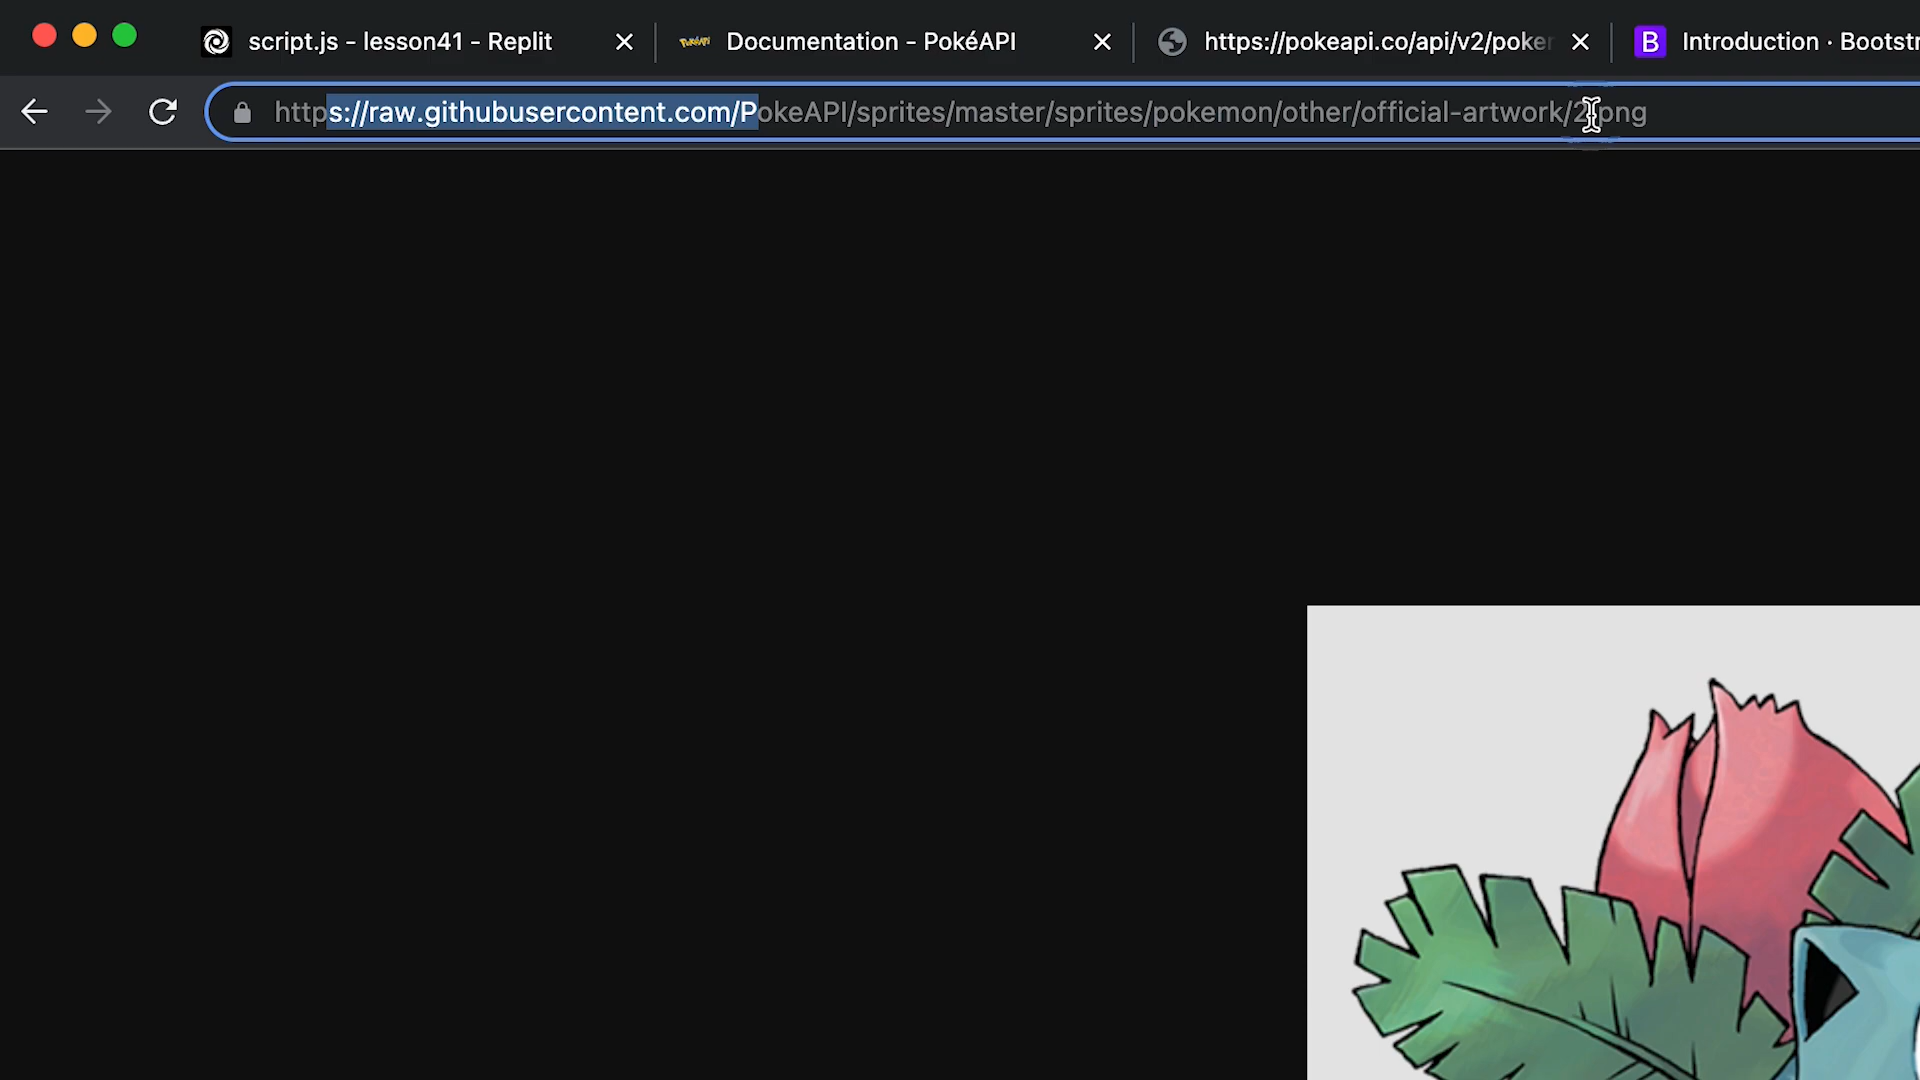 script.js - lesson41 - Replit
Documentation - PokéAPI
https://pokeapi.co/api/v2/poker
B Introduction · Bootstr
https://raw.githubusercontent.com/PokeAPI/sprites/master/sprites/pokemon/other/official-artwork/2.png